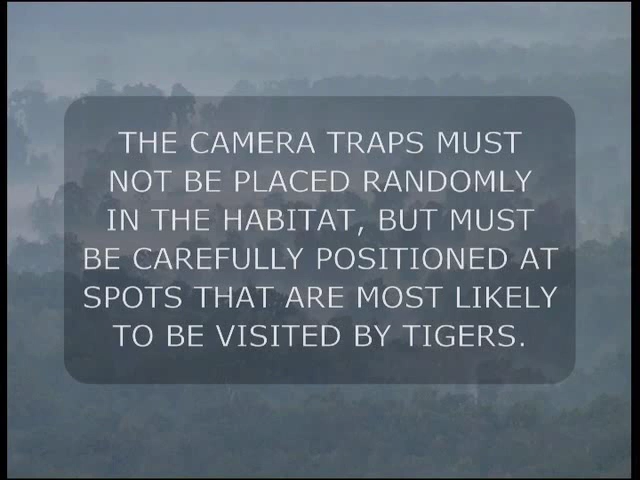 THE CAMERA TRAPS MUST
NOT BE PLACED RANDOMLY
IN THE HABITAT, BUT MUST
BE CAREFULLY POSITIONED AT
SPOTS THAT ARE MOST LIKELY
TO BE VISITED BY TIGERS.